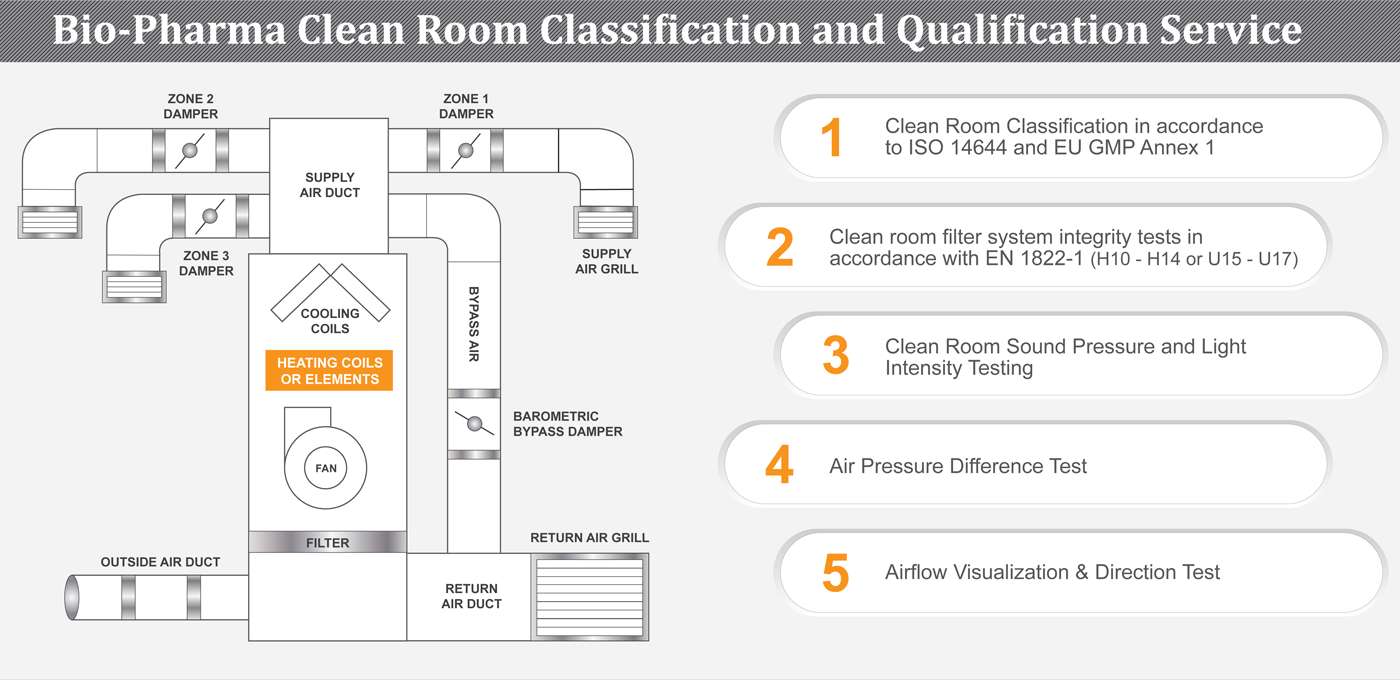 Bio-Pharma Clean Room Classification and Qualification Service
ZONE 2
DAMPER
ZONE 1
DAMPER
SUPPLY
AIR DUCT
ZONE 3
DAMPER
SUPPLY
AIR GRILL
COOLING
COILS
BYPASS AIR
HEATING COILS
OR ELEMENTS
BAROMETRIC
BYPASS DAMPER
FAN
FILTER
RETURN AIR GRILL
OUTSIDE AIR DUCT
RETURN
AIR DUCT
1
Clean Room Classification in accordance
to ISO 14644 and EU GMP Annex 1
2
Clean room filter system integrity tests in
accordance with EN 1822-1 (H10 - H14 or U15 - U17)
3
Clean Room Sound Pressure and Light
Intensity Testing
4
Air Pressure Difference Test
5
Airflow Visualization & Direction Test